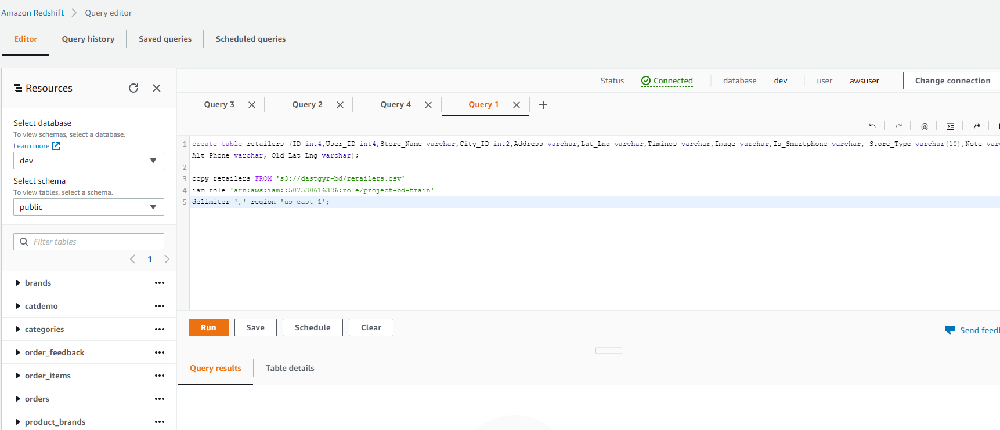 Amazon Redshift > Query editor
Editor Query history Saved queries Scheduled queries
Resources
Status Connected database dev user awsuser Change connection
Query 3 Query 2 Query 4 Query 1 +
Select database
To view schemas, select a database.
Learn more
dev
Select schema
To view tables, select a schema.
public
Filter tables
1
brands
catdemo
categories
order_feedback
order_items
orders
product_brands
@ /*
1 create table retailers (ID int4,User_ID int4,Store_Name varchar,City_ID int2,Address varchar,Lat_Lng varchar,Timings varchar,Image varchar,Is_Smartphone varchar, Store_Type varchar(10),Note var
Alt_Phone varchar, Old_Lat_Lng varchar);
2
3 copy retailers FROM 's3://dastgyr-bd/retailers.csv'
4 iam_role 'arn:aws:iam::507530616386:role/project-bd-train'
5 delimiter ',' region 'us-east-1';
Run Save Schedule Clear
Send feed
Query results Table details